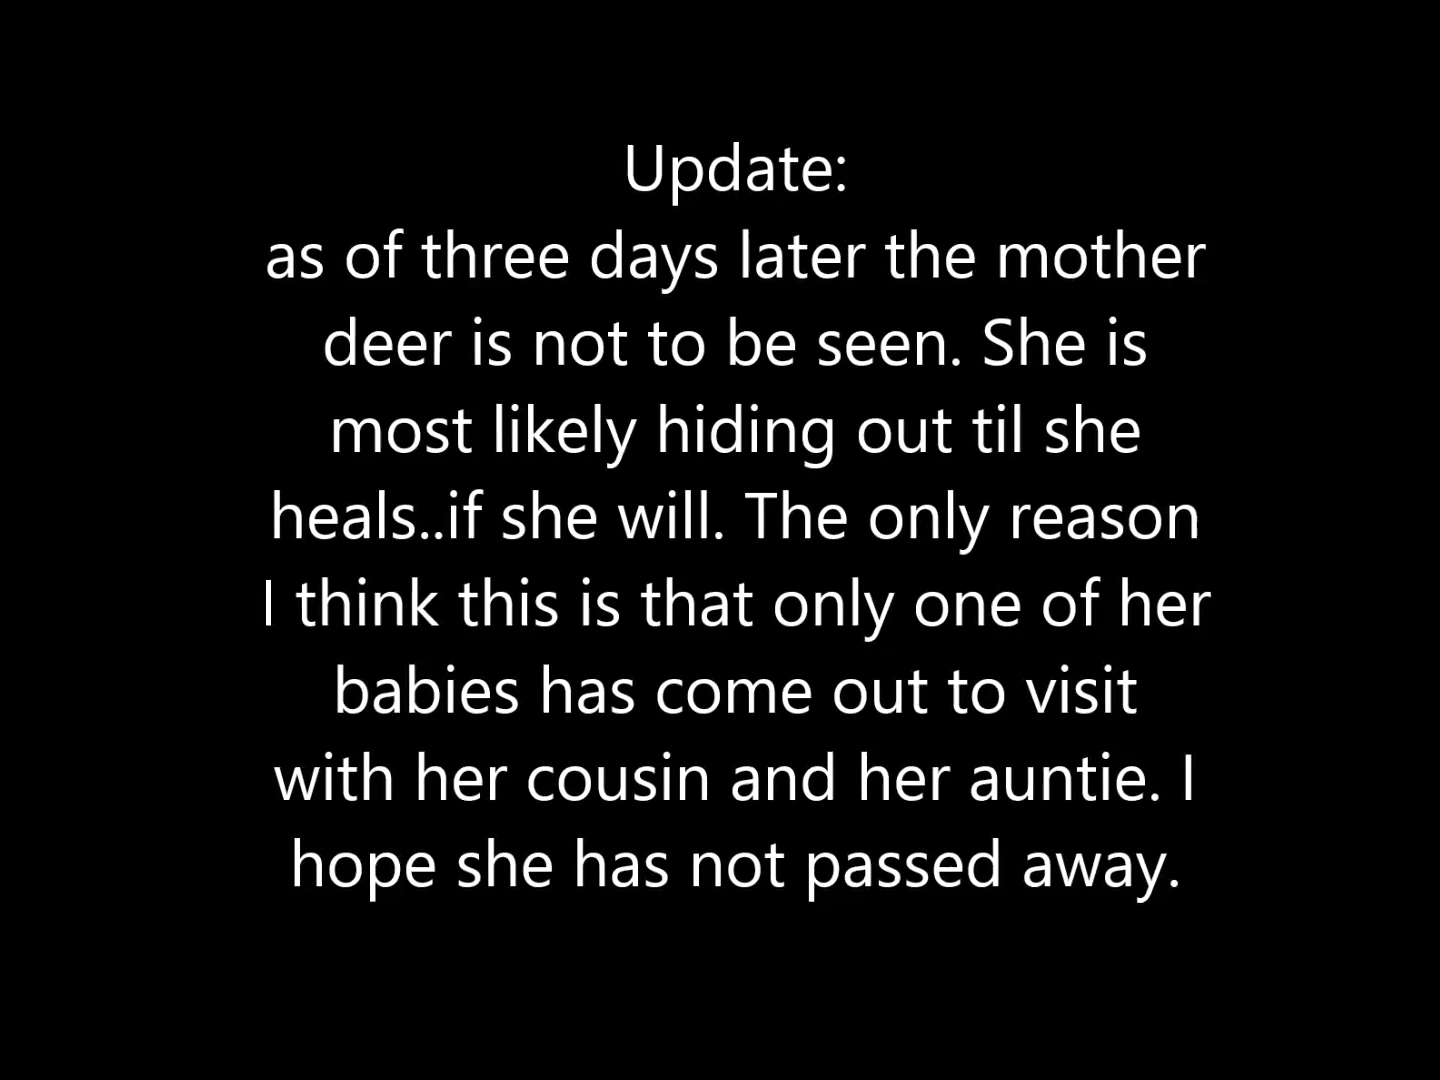 Update:
as of three days later the mother
deer is not to be seen. She is
most likely hiding out til she
heals..if she will. The only reason
I think this is that only one of her
babies has come out to visit
with her cousin and her auntie. I
hope she has not passed away.